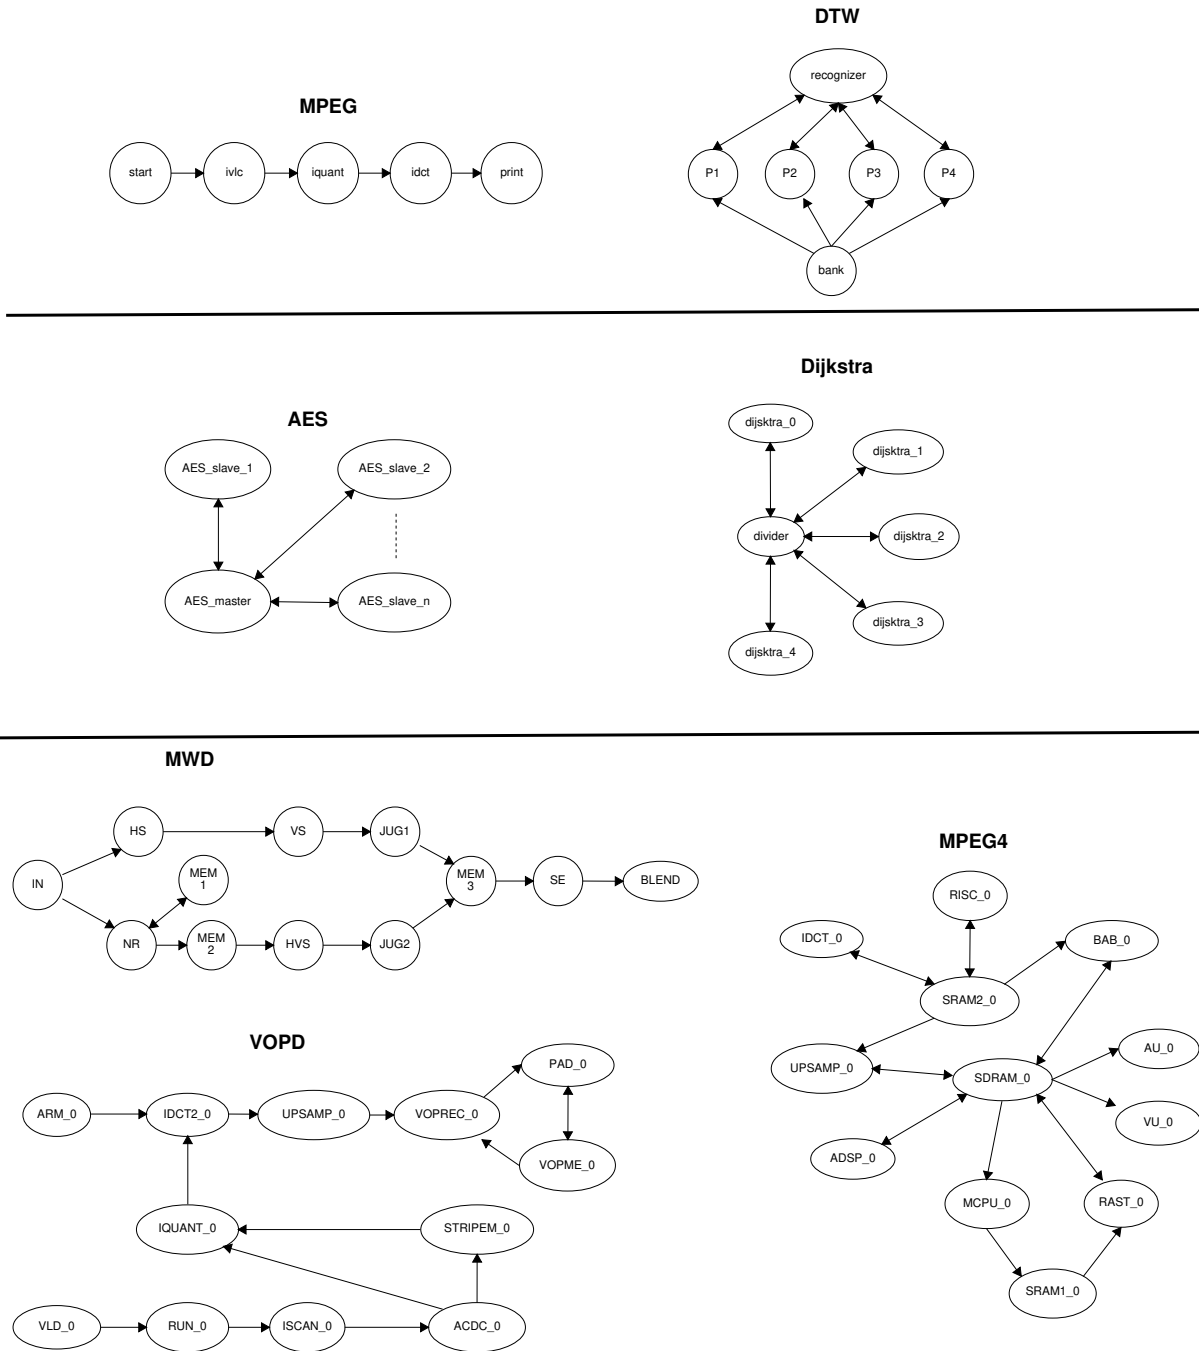 DTW
recognizer
P1
P2
P3
P4
bank
MPEG
start
ivlc
iquant
idct
print
AES
AES_slave_1
AES_slave_2
AES_master
AES_slave_n
Dijkstra
dijsktra_0
dijsktra_1
divider
dijsktra_2
dijsktra_3
dijsktra_4
MWD
HS
VS
JUG1
IN
MEM
1
MEM
3
SE
BLEND
NR
MEM
2
HVS
JUG2
MPEG4
RISC_0
IDCT_0
BAB_0
SRAM2_0
UPSAMP_0
SDRAM_0
AU_0
VU_0
ADSP_0
MCPU_0
RAST_0
SRAM1_0
VOPD
PAD_0
ARM_0
IDCT2_0
UPSAMP_0
VOPREC_0
VOPME_0
IQUANT_0
STRIPEM_0
VLD_0
RUN_0
ISCAN_0
ACDC_0